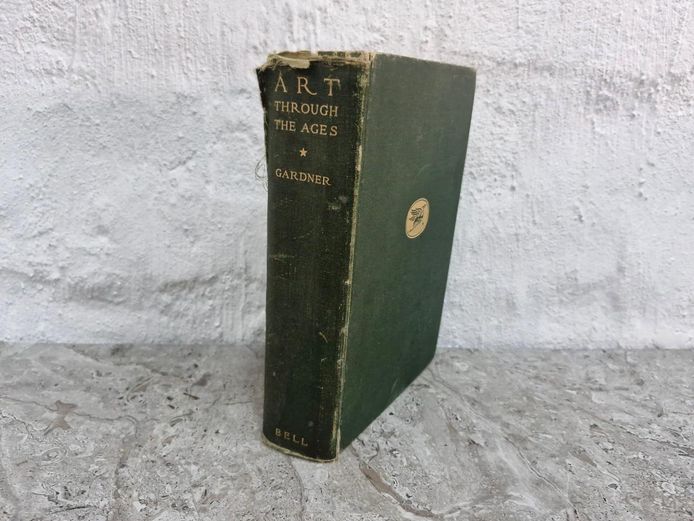 ART
THROUGH
THE AGES
GARDNER
BELL